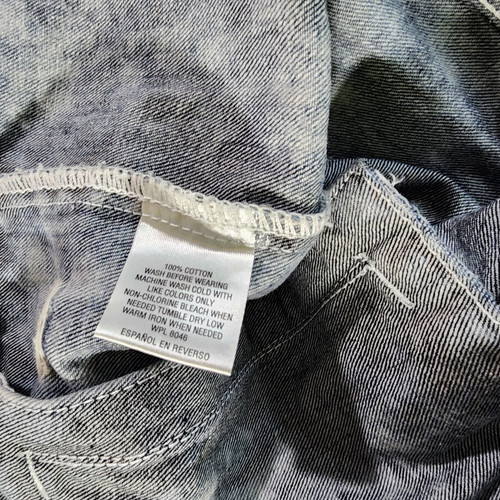 100% COTTON
WASH BEFORE WEARING
MACHINE WASH COLD WITH
LIKE COLORS ONLY
NON-CHLORINE BLEACH WHEN
NEEDED TUMBLE DRY LOW
WARM IRON WHEN NEEDED
WPL 8046
ESPAÑOL EN REVERSO